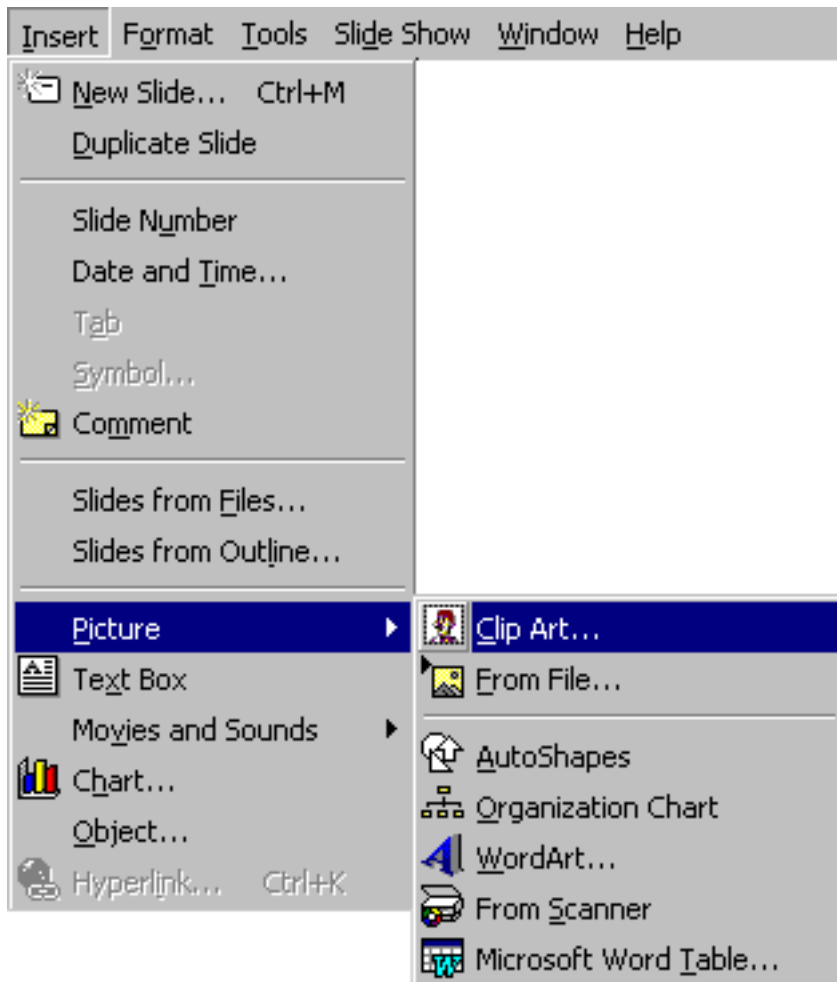 Insert Format Tools Slide Show Window Help
New Slide... Ctrl+M
Duplicate Slide
Slide Number
Date and Time...
Tab
Symbol...
Comment
Slides from Files...
Slides from Outline...
Picture
Text Box
Movies and Sounds
Chart...
Object...
Hyperlink... Ctrl+K
Clip Art...
From File...
AutoShapes
Organization Chart
WordArt...
From Scanner
Microsoft Word Table...